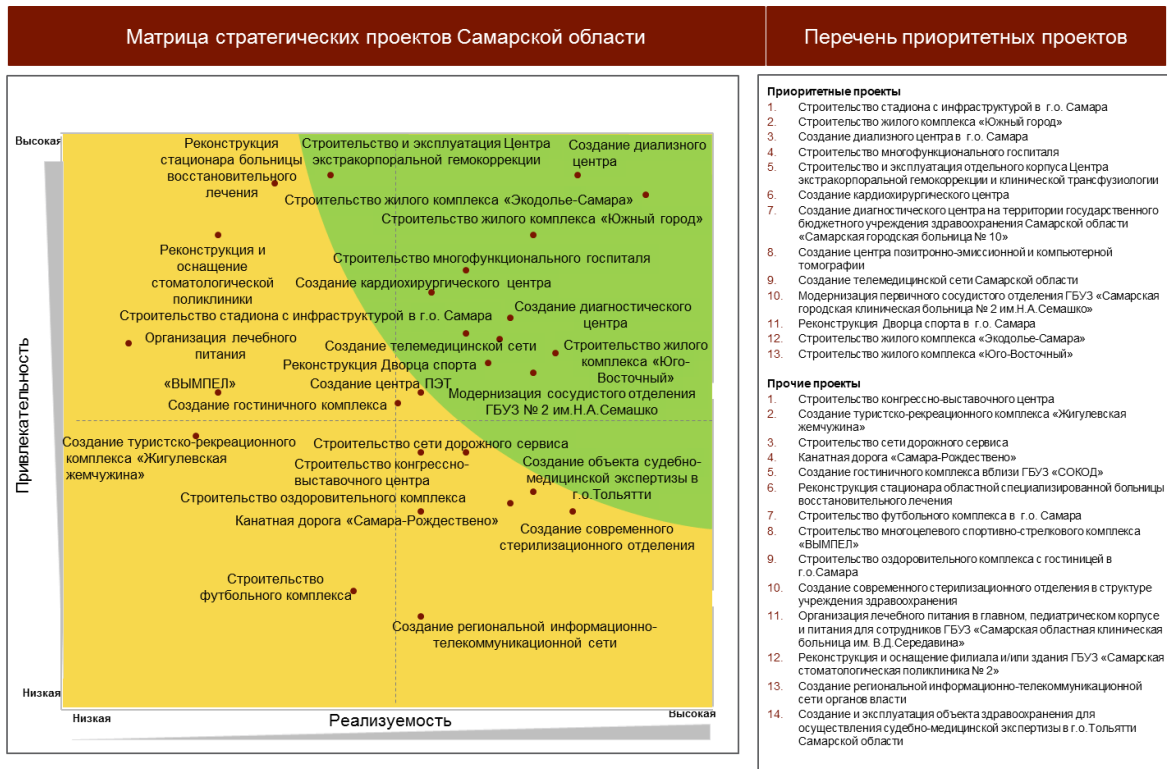 Матрица стратегических проектов Самарской области
Перечень приоритетных проектов
Высокая
Привлекательность
Низкая
Низкая
Реализуемость
Высокая
Реконструкция
стационара больницы
восстановительного
лечения
Строительство и эксплуатация Центра
экстракорпоральной гемокоррекции
Создание диализного
центра
Строительство жилого комплекса «Экодолье-Самара»
Строительство жилого комплекса «Южный город»
Реконструкция и
оснащение
стоматологической
поликлиники
Строительство многофункционального госпиталя
Создание кардиохирургического центра
Строительство стадиона с инфраструктурой в г.о. Самара
Создание диагностического
центра
Организация лечебного
питания
Создание телемедицинской сети
Строительство жилого
комплекса «Юго-
Восточный»
Реконструкция Дворца спорта
«ВЫМПЕЛ»
Создание центра ПЭТ
Модернизация сосудистого отделения
ГБУЗ № 2 им.Н.А.Семашко
Создание гостиничного комплекса
Создание туристско-рекреационного
комплекса «Жигулевская
жемчужина»
Строительство сети дорожного сервиса
Строительство конгрессно-
выставочного центра
Создание объекта судебно-
медицинской экспертизы в
г.о.Тольятти
Строительство оздоровительного комплекса
Канатная дорога «Самара-Рождествено»
Создание современного
стерилизационного отделения
Строительство
футбольного комплекса
Создание региональной информационно-
телекоммуникационной сети
Приоритетные проекты
1. Строительство стадиона с инфраструктурой в г.о. Самара
2. Строительство жилого комплекса «Южный город»
3. Создание диализного центра в г.о. Самара
4. Строительство многофункционального госпиталя
5. Строительство и эксплуатация отдельного корпуса Центра
экстракорпоральной гемокоррекции и клинической трансфузиологии
6. Создание кардиохирургического центра
7. Создание диагностического центра на территории государственного
бюджетного учреждения здравоохранения Самарской области
«Самарская городская больница № 10»
8. Создание центра позитронно-эмиссионной и компьютерной
томографии
9. Создание телемедицинской сети Самарской области
10. Модернизация первичного сосудистого отделения ГБУЗ «Самарская
городская клиническая больница № 2 им.Н.А.Семашко»
11. Реконструкция Дворца спорта в г.о. Самара
12. Строительство жилого комплекса «Экодолье-Самара»
13. Строительство жилого комплекса «Юго-Восточный»
Прочие проекты
1. Строительство конгрессно-выставочного центра
2. Создание туристско-рекреационного комплекса «Жигулевская
жемчужина»
3. Строительство сети дорожного сервиса
4. Канатная дорога «Самара-Рождествено»
5. Создание гостиничного комплекса вблизи ГБУЗ «СОКОД»
6. Реконструкция стационара областной специализированной больницы
восстановительного лечения
7. Строительство футбольного комплекса в г.о. Самара
8. Строительство многоцелевого спортивно-стрелкового комплекса
«ВЫМПЕЛ»
9. Строительство оздоровительного комплекса с гостиницей в
г.о.Самара
10. Создание современного стерилизационного отделения в структуре
учреждения здравоохранения
11. Организация лечебного питания в главном, педиатрическом корпусе
и питания для сотрудников ГБУЗ «Самарская областная клиническая
больница им. В.Д.Середавина»
12. Реконструкция и оснащение филиала и/или здания ГБУЗ «Самарская
стоматологическая поликлиника № 2»
13. Создание региональной информационно-телекоммуникационной
сети органов власти
14. Создание и эксплуатация объекта здравоохранения для
осуществления судебно-медицинской экспертизы в г.о.Тольятти
Самарской области